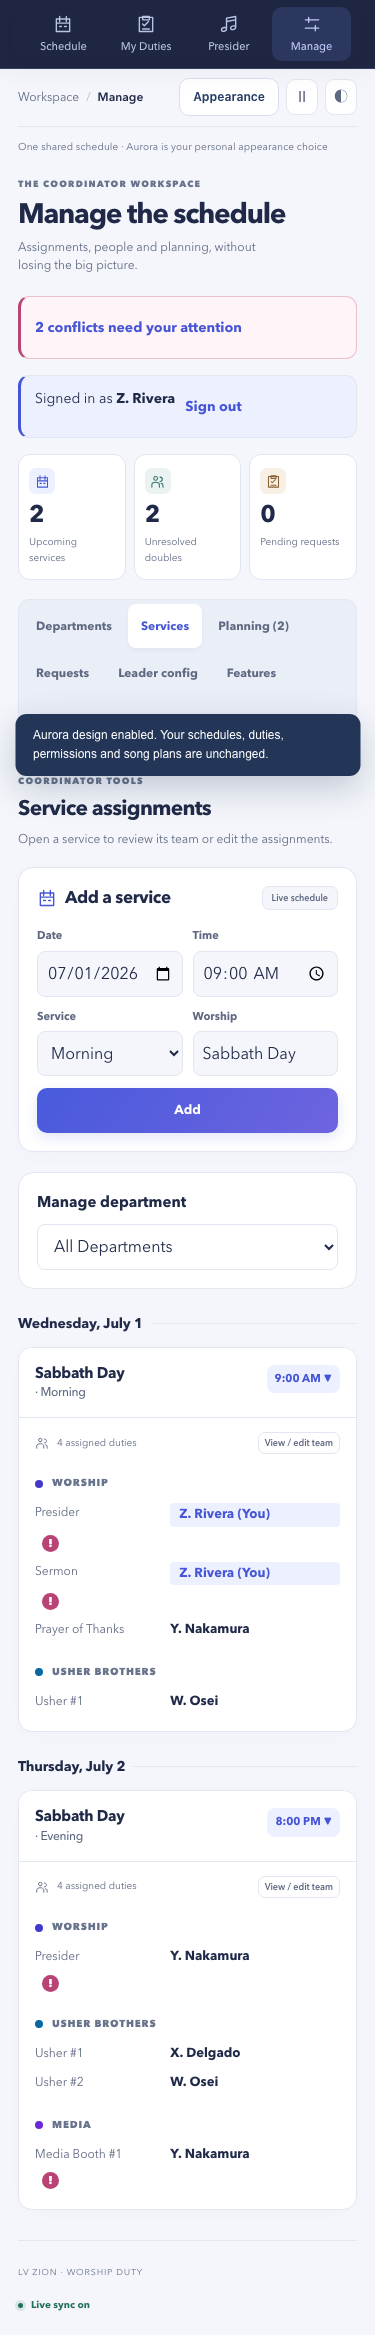 Schedule
My Duties
Presider
Manage
Workspace / Manage
Appearance
One shared schedule · Aurora is your personal appearance choice
THE COORDINATOR WORKSPACE
Manage the schedule
Assignments, people and planning, without
losing the big picture.
2 conflicts need your attention
Signed in as Z. Rivera
Sign out
2
Upcoming
services
2
Unresolved
doubles
0
Pending requests
Departments
Services
Planning (2)
Requests
Leader config
Features
Aurora design enabled. Your schedules, duties,
permissions and song plans are unchanged.
COORDINATOR TOOLS
Service assignments
Open a service to review its team or edit the assignments.
Add a service
Live schedule
Date
Time
07/01/2026
09:00 AM
Service
Worship
Morning
Sabbath Day
Add
Manage department
All Departments
Wednesday, July 1
Sabbath Day
· Morning
9:00 AM ▾
4 assigned duties
View / edit team
WORSHIP
Presider
Z. Rivera (You)
!
Sermon
Z. Rivera (You)
!
Prayer of Thanks
Y. Nakamura
USHER BROTHERS
Usher #1
W. Osei
Thursday, July 2
Sabbath Day
· Evening
8:00 PM ▾
4 assigned duties
View / edit team
WORSHIP
Presider
Y. Nakamura
!
USHER BROTHERS
Usher #1
X. Delgado
Usher #2
W. Osei
MEDIA
Media Booth #1
Y. Nakamura
!
LV ZION · WORSHIP DUTY
Live sync on